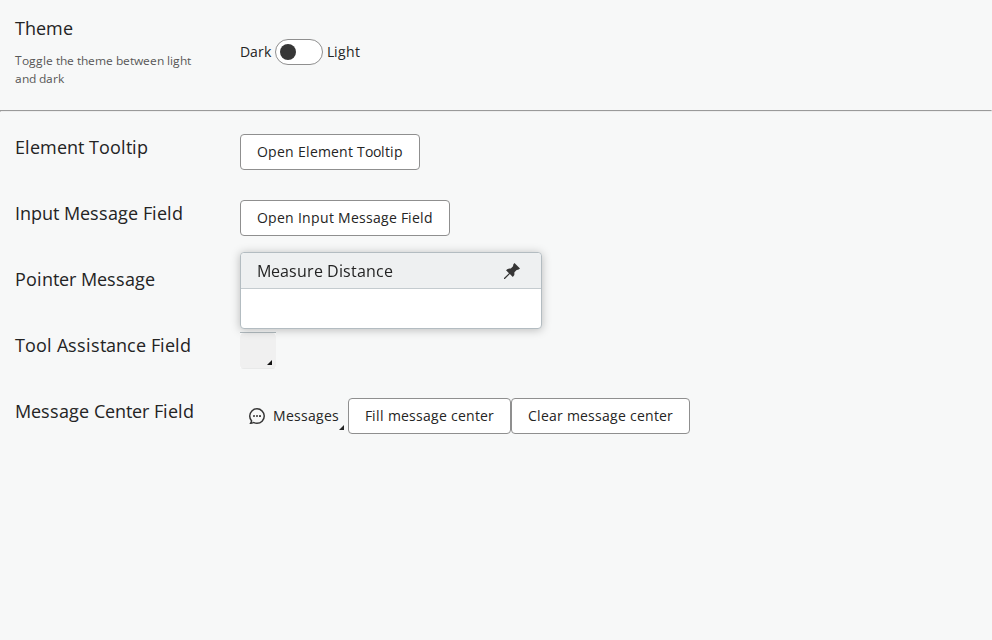 Theme
Toggle the theme between light
and dark
Dark Light
Element Tooltip
Open Element Tooltip
Input Message Field
Open Input Message Field
Pointer Message
Measure Distance
Tool Assistance Field
Message Center Field
Messages
Fill message center
Clear message center